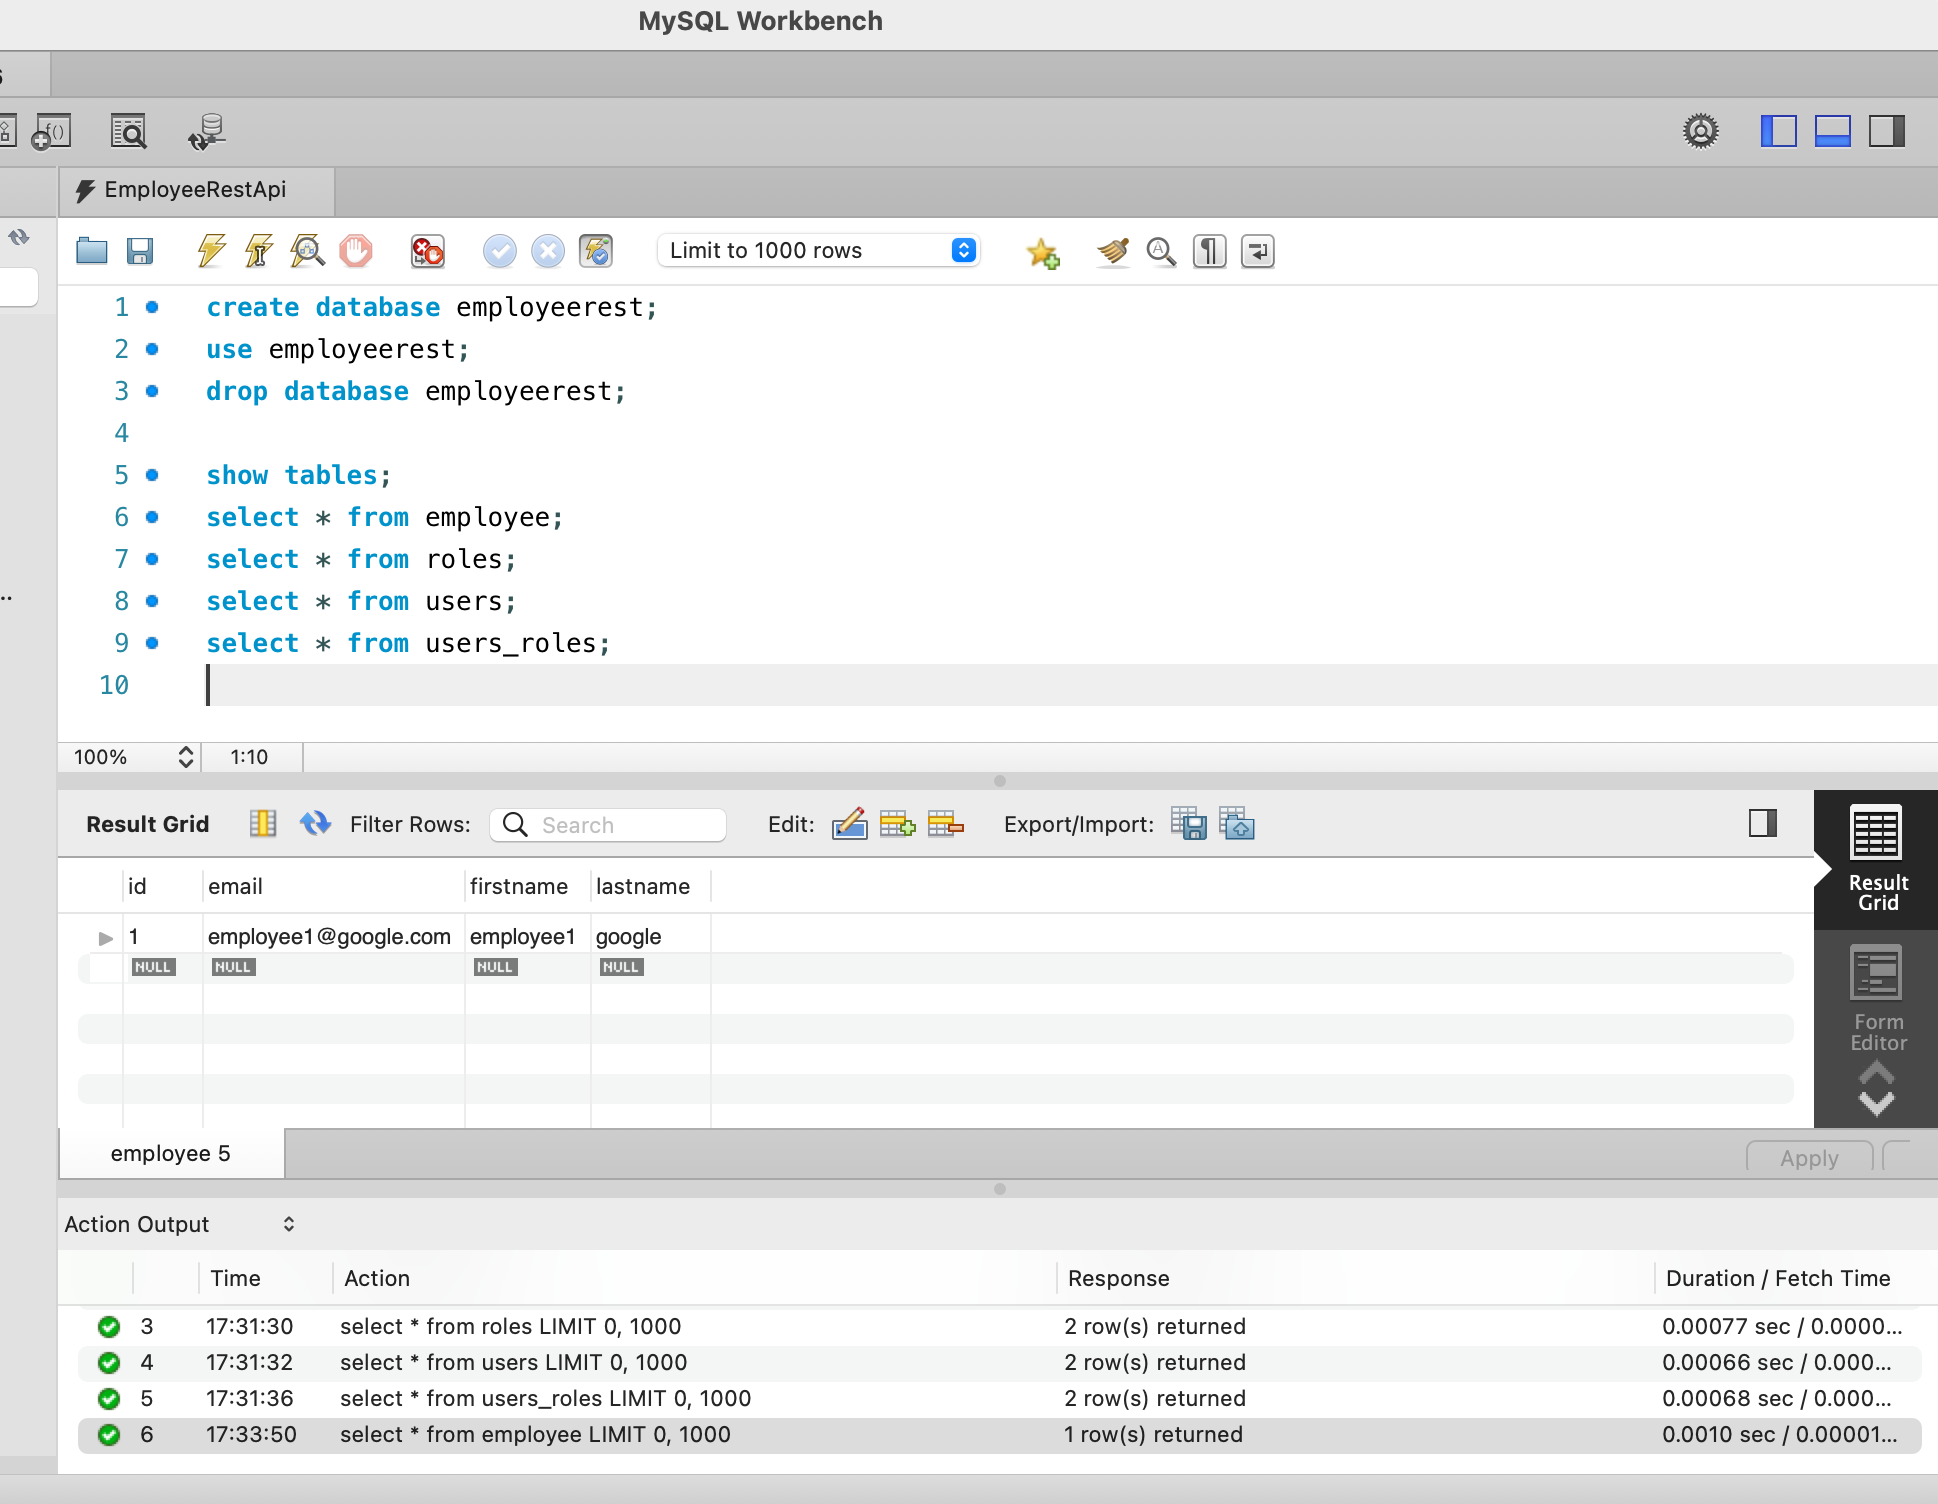 MySQL Workbench
EmployeeRestApi
Limit to 1000 rows
1 create database employeerest;
2 use employeerest;
3 drop database employeerest;
4
5 show tables;
6 select * from employee;
7 select * from roles;
8 select * from users;
9 select * from users_roles;
10
100% 1:10
Result Grid Filter Rows: Search Edit: Export/Import:
Result
Grid
id email firstname lastname
1 employee1@google.com employee1 google
NULL NULL NULL NULL
Form
Editor
employee 5 Apply
Action Output
Time Action Response Duration / Fetch Time
3 17:31:30 select * from roles LIMIT 0, 1000 2 row(s) returned 0.00077 sec / 0.0000...
4 17:31:32 select * from users LIMIT 0, 1000 2 row(s) returned 0.00066 sec / 0.000...
5 17:31:36 select * from users_roles LIMIT 0, 1000 2 row(s) returned 0.00068 sec / 0.000...
6 17:33:50 select * from employee LIMIT 0, 1000 1 row(s) returned 0.0010 sec / 0.00001...